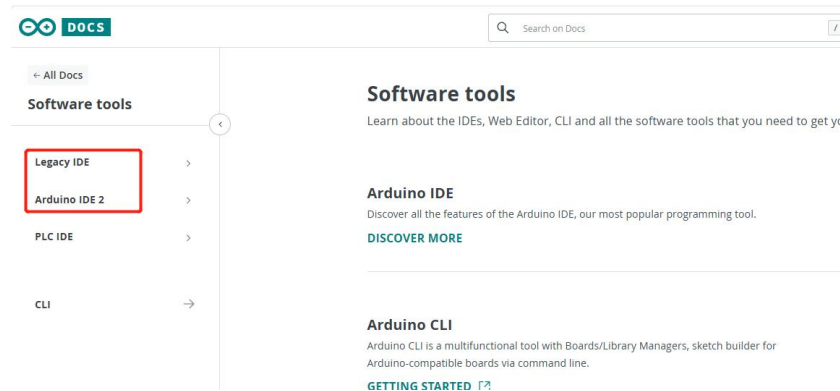 DOCS
Search on Docs
/
← All Docs
Software tools
Legacy IDE
Arduino IDE 2
PLC IDE
CLI
Software tools
Learn about the IDEs, Web Editor, CLI and all the software tools that you need to get yo
Arduino IDE
Discover all the features of the Arduino IDE, our most popular programming tool.
DISCOVER MORE
Arduino CLI
Arduino CLI is a multifunctional tool with Boards/Library Managers, sketch builder for
Arduino-compatible boards via command line.
GETTING STARTED